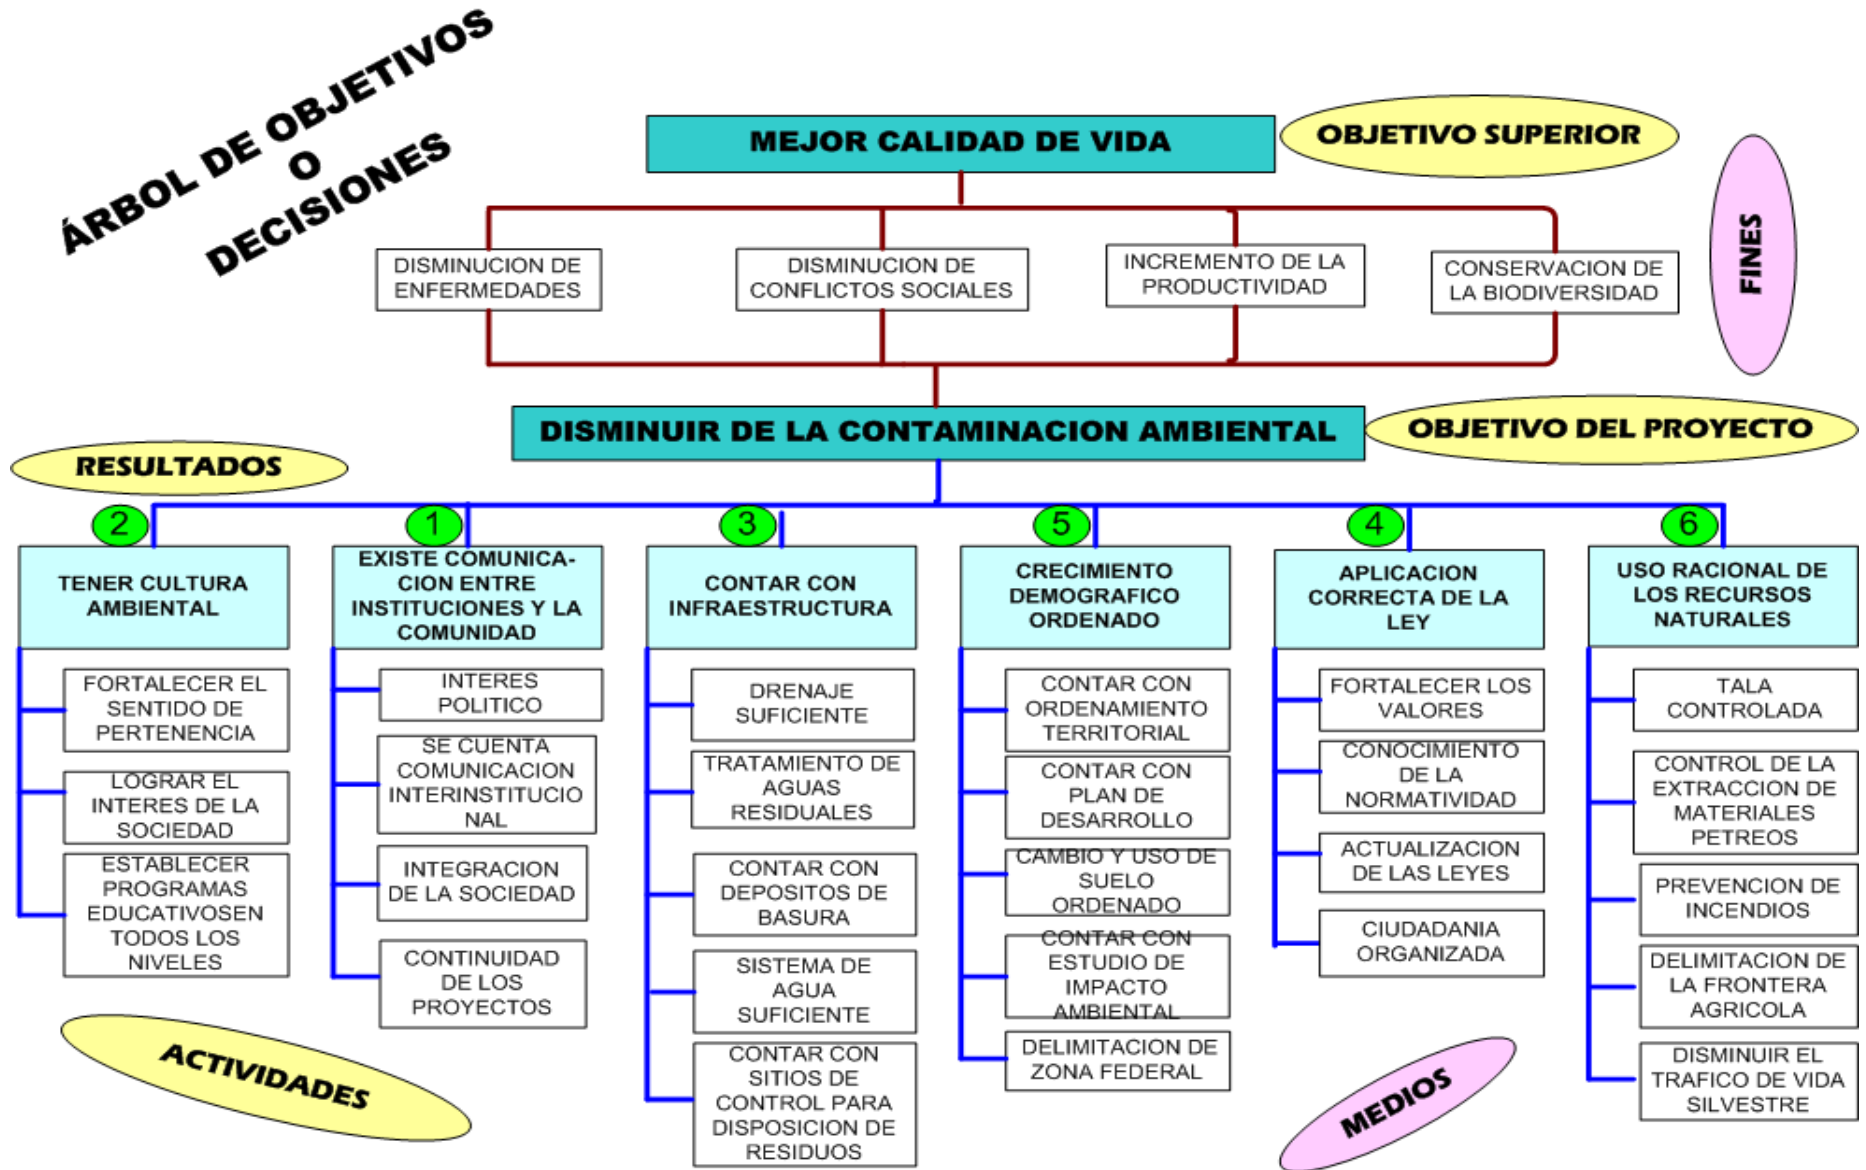 ÁRBOL DE OBJETIVOS
O
DECISIONES
MEJOR CALIDAD DE VIDA
OBJETIVO SUPERIOR
FINES
DISMINUCION DE
ENFERMEDADES
DISMINUCION DE
CONFLICTOS SOCIALES
INCREMENTO DE LA
PRODUCTIVIDAD
CONSERVACION DE
LA BIODIVERSIDAD
DISMINUIR DE LA CONTAMINACION AMBIENTAL
OBJETIVO DEL PROYECTO
RESULTADOS
2
TENER CULTURA
AMBIENTAL
FORTALECER EL
SENTIDO DE
PERTENENCIA
LOGRAR EL
INTERES DE LA
SOCIEDAD
ESTABLECER
PROGRAMAS
EDUCATIVOSEN
TODOS LOS
NIVELES
1
EXISTE COMUNICA-
CION ENTRE
INSTITUCIONES Y LA
COMUNIDAD
INTERES
POLITICO
SE CUENTA
COMUNICACION
INTERINSTITUCIO
NAL
INTEGRACION
DE LA SOCIEDAD
CONTINUIDAD
DE LOS
PROYECTOS
3
CONTAR CON
INFRAESTRUCTURA
DRENAJE
SUFICIENTE
TRATAMIENTO DE
AGUAS
RESIDUALES
CONTAR CON
DEPOSITOS DE
BASURA
SISTEMA DE
AGUA
SUFICIENTE
CONTAR CON
SITIOS DE
CONTROL PARA
DISPOSICION DE
RESIDUOS
5
CRECIMIENTO
DEMOGRAFICO
ORDENADO
CONTAR CON
ORDENAMIENTO
TERRITORIAL
CONTAR CON
PLAN DE
DESARROLLO
CAMBIO Y USO DE
SUELO
ORDENADO
CONTAR CON
ESTUDIO DE
IMPACTO
AMBIENTAL
DELIMITACION DE
ZONA FEDERAL
4
APLICACION
CORRECTA DE LA
LEY
FORTALECER LOS
VALORES
CONOCIMIENTO
DE LA
NORMATIVIDAD
ACTUALIZACION
DE LAS LEYES
CIUDADANIA
ORGANIZADA
6
USO RACIONAL DE
LOS RECURSOS
NATURALES
TALA
CONTROLADA
CONTROL DE LA
EXTRACCION DE
MATERIALES
PETREOS
PREVENCION DE
INCENDIOS
DELIMITACION DE
LA FRONTERA
AGRICOLA
DISMINUIR EL
TRAFICO DE VIDA
SILVESTRE
ACTIVIDADES
MEDIOS